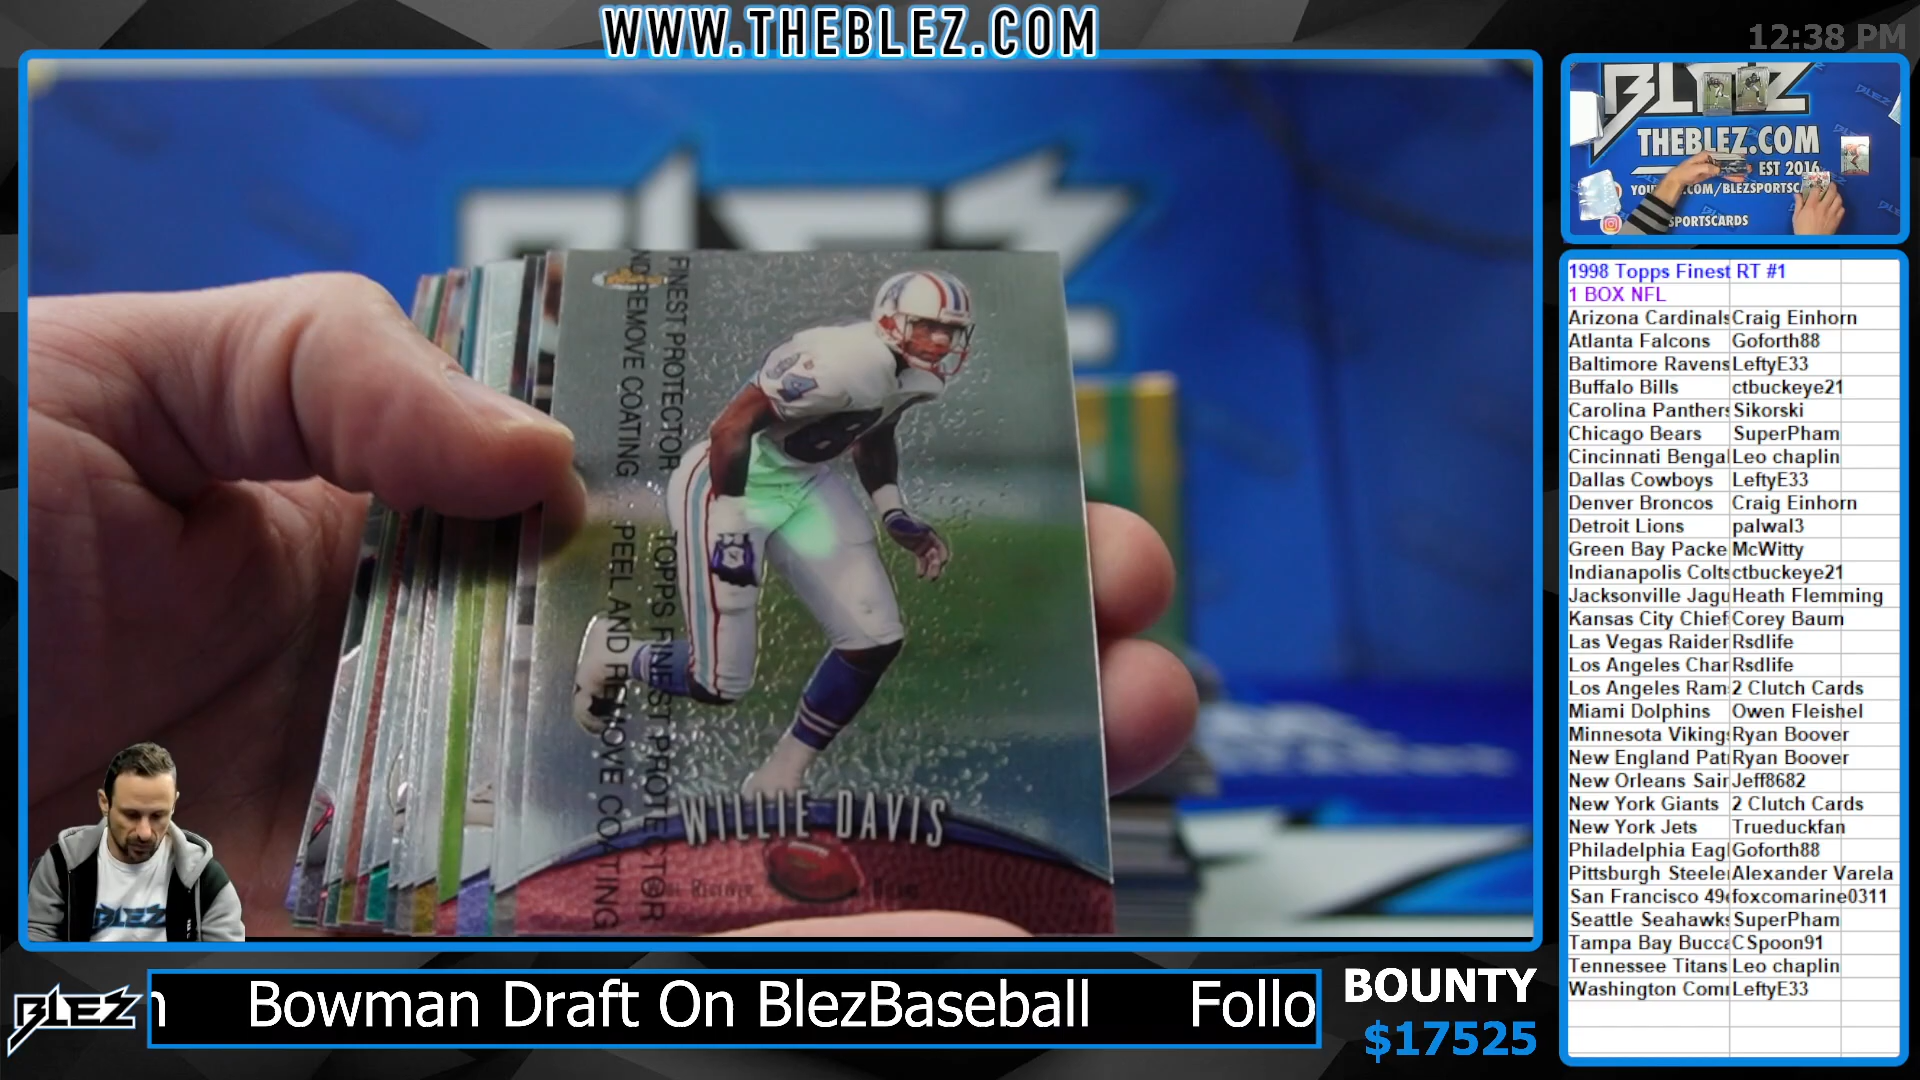 WWW.THEBLEZ.COM
12:38 PM
FINEST PROTECTOR TOPPS FINEST PROTECTOR
AND REMOVE COATING PEEL AND REMOVE COATING
WILLIE DAVIS
BLEZ
THEBLEZ.COM
EST 2016
SPORTSCARDS
1998 Topps Finest RT #1
1 BOX NFL
Arizona Cardinals Craig Einhorn
Atlanta Falcons Goforth88
Baltimore Ravens LeftyE33
Buffalo Bills ctbuckeye21
Carolina Panthers Sikorski
Chicago Bears SuperPham
Cincinnati Bengal Leo chaplin
Dallas Cowboys LeftyE33
Denver Broncos Craig Einhorn
Detroit Lions palwal3
Green Bay Packe McWitty
Indianapolis Colts ctbuckeye21
Jacksonville Jagu Heath Flemming
Kansas City Chief Corey Baum
Las Vegas Raider Rsdlife
Los Angeles Char Rsdlife
Los Angeles Ram 2 Clutch Cards
Miami Dolphins Owen Fleishel
Minnesota Viking Ryan Boover
New England Pat Ryan Boover
New Orleans Sain Jeff8682
New York Giants 2 Clutch Cards
New York Jets Trueduckfan
Philadelphia Eagl Goforth88
Pittsburgh Steele Alexander Varela
San Francisco 49e foxcomarine0311
Seattle Seahawks SuperPham
Tampa Bay Bucca CSpoon91
Tennessee Titans Leo chaplin
Washington Com LeftyE33
BLEZ
BLEZ
Bowman Draft On BlezBaseball Follo
BOUNTY
$17525